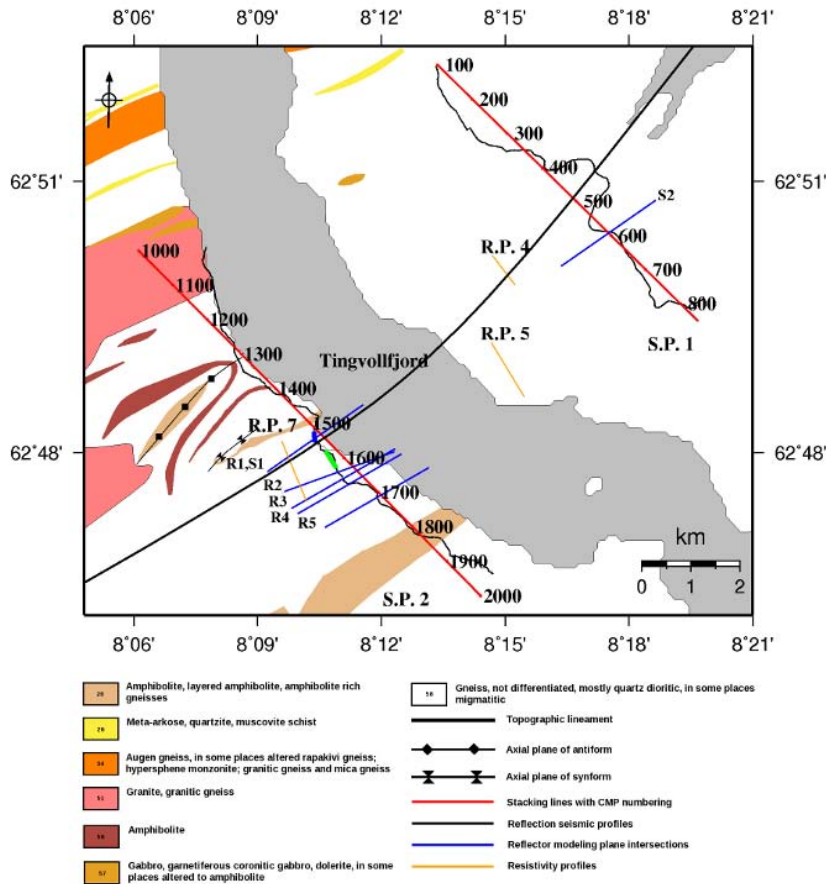 8°06' 8°09' 8°12' 8°15' 8°18' 8°21'
100
200
300
62°51' 400 62°51'
500 S2
600
R.P. 4
1000 700
1100 800
1200 R.P. 5
S.P. 1
1300 Tingvollfjord
1400
R.P. 7 1500
62°48' 1600 62°48'
R1,S1
R2
R3 1700
R4 R5
1800 km
1900 0 1 2
S.P. 2 2000
8°06' 8°09' 8°12' 8°15' 8°18' 8°21'
Amphibolite, layered amphibolite, amphibolite rich
gneisses
Meta-arkose, quartzite, muscovite schist
Augen gneiss, in some places altered rapakivi gneiss;
hypersphene monzonite; granitic gneiss and mica gneiss
51
Granite, granitic gneiss
Amphibolite
57
Gabbro, garnetiferous coronitic gabbro, dolerite, in some
places altered to amphibolite
Gneiss, not differentiated, mostly quartz dioritic, in some places
migmatitic
Topographic lineament
Axial plane of antiform
Axial plane of synform
Stacking lines with CMP numbering
Reflection seismic profiles
Reflector modeling plane intersections
Resistivity profiles